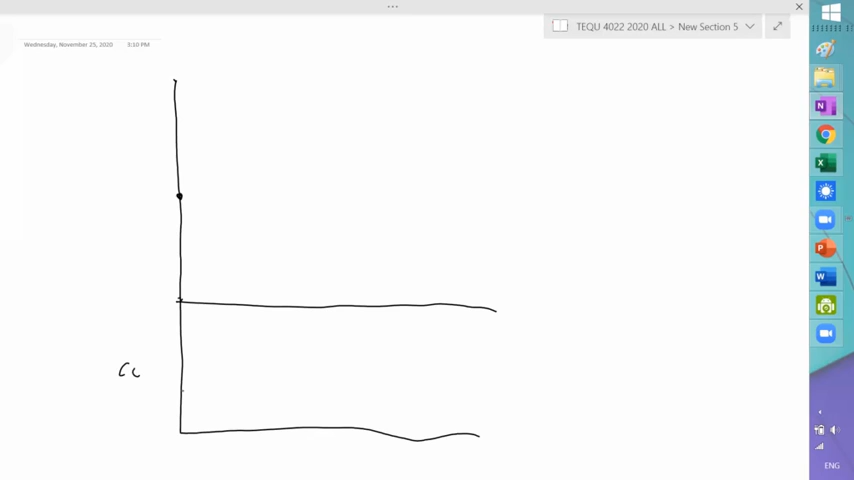 TEQU 4022 2020 ALL > New Section 5
Wednesday, November 25, 2020 3:10 PM
ENG